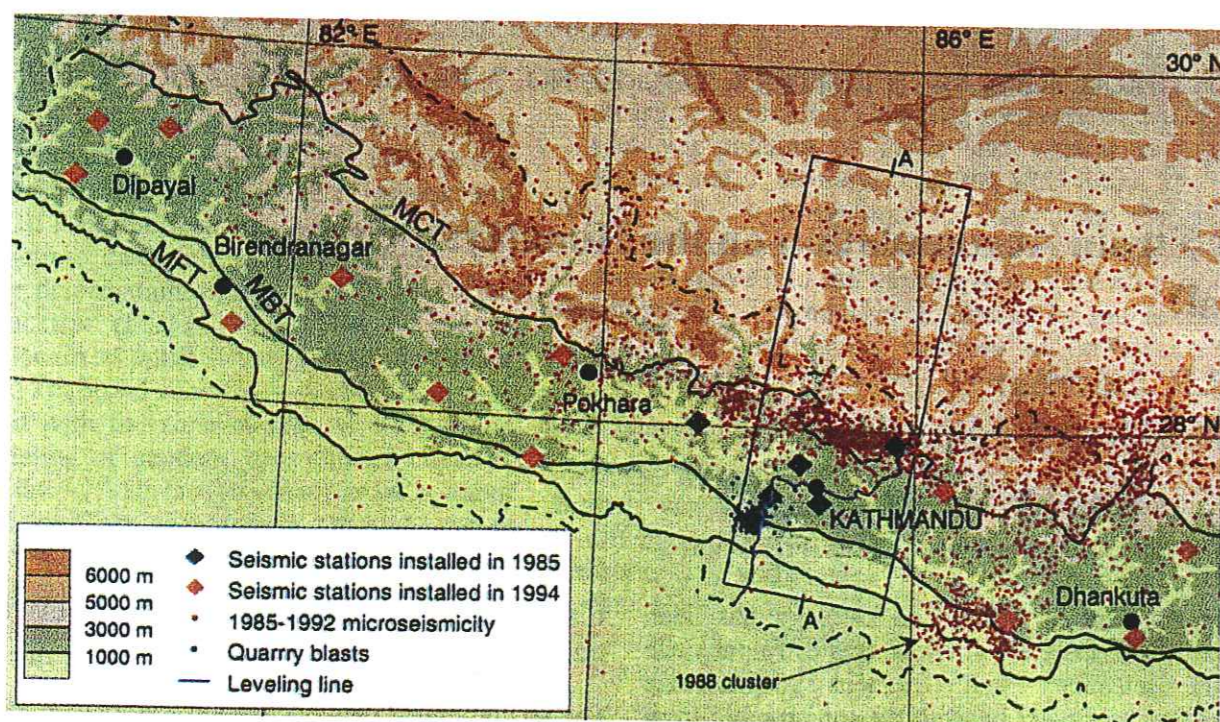 82° E
86° E
30° N
A
Dipayal
MCT
Birendranagar
MFT
MBT
Pokhara
28° N
KATHMANDU
A'
Dhankuta
1988 cluster
6000 m
5000 m
3000 m
1000 m
Seismic stations installed in 1985
Seismic stations installed in 1994
1985-1992 microseismicity
Quarrry blasts
Leveling line